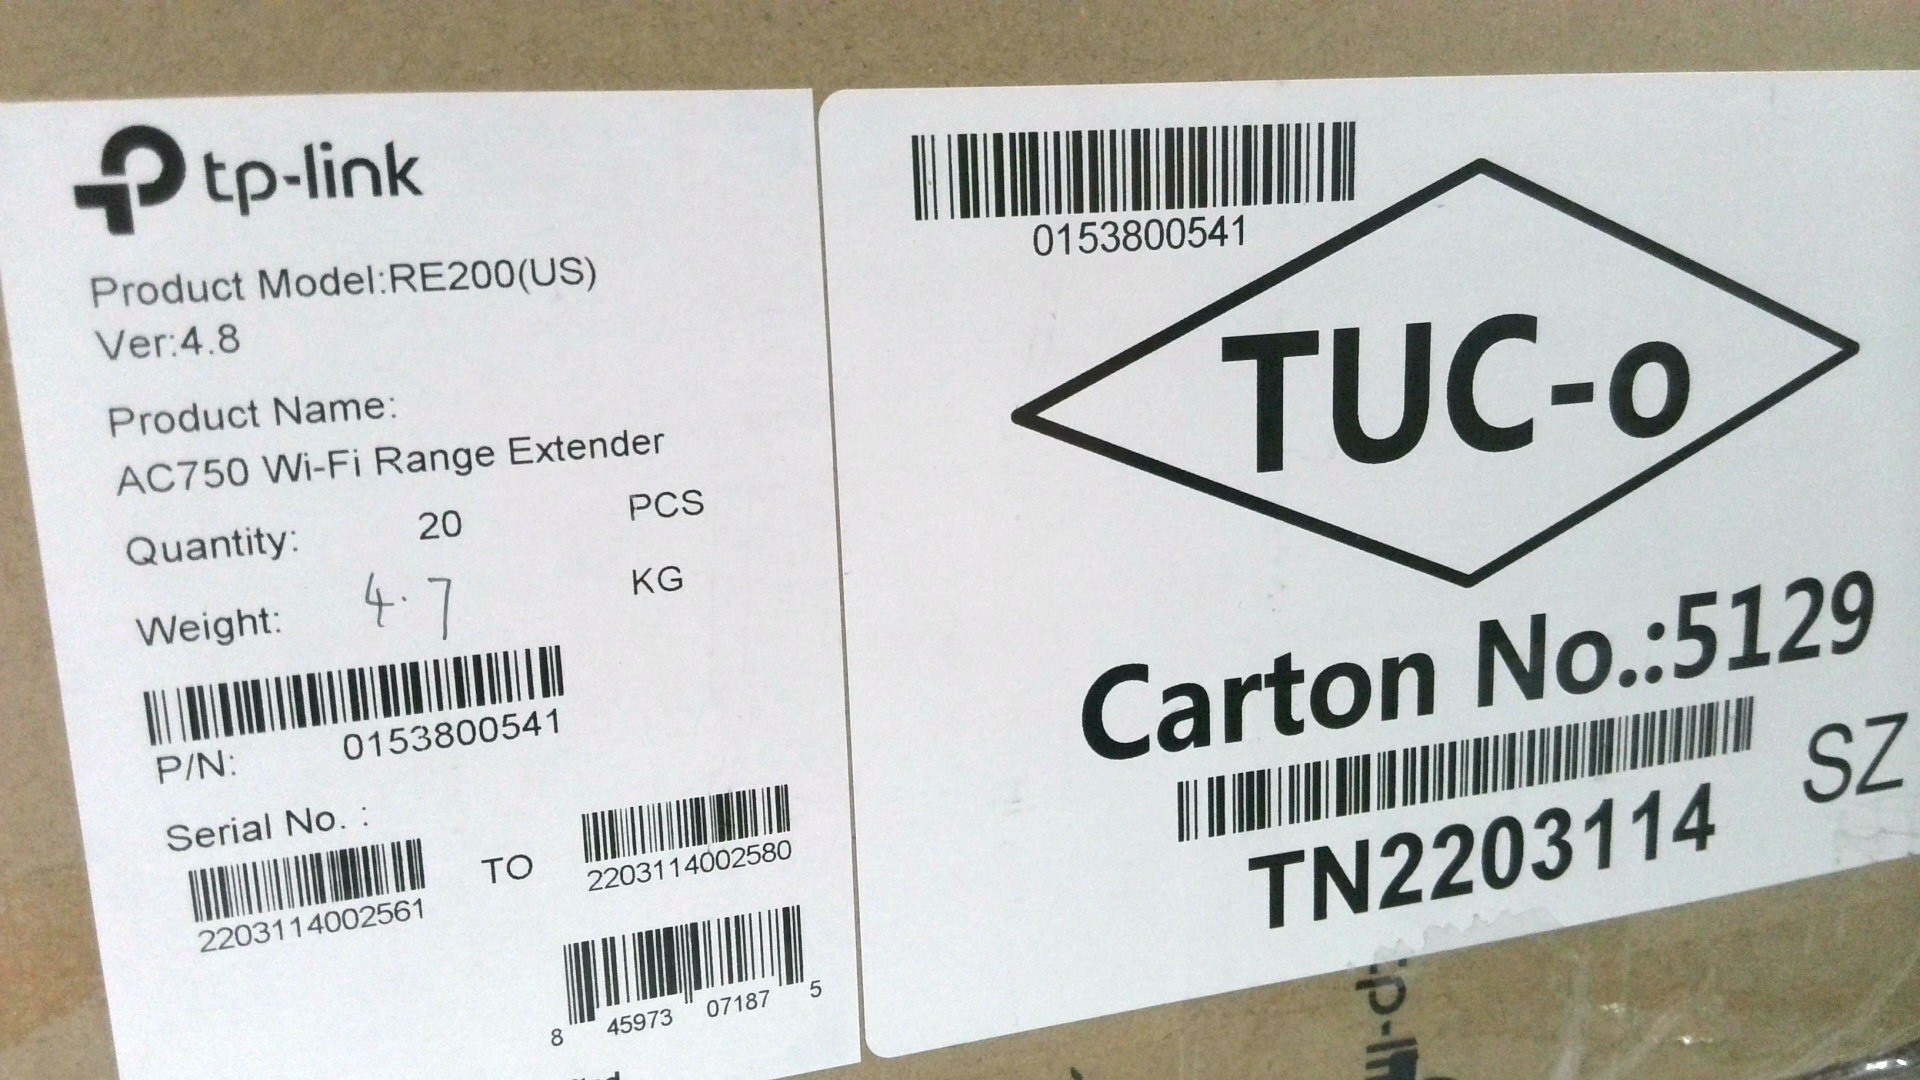 tp-link
Product Model:RE200(US)
Ver:4.8
Product Name:
AC750 Wi-Fi Range Extender
Quantity: 20 PCS
Weight: 4.7 KG
P/N: 0153800541
Serial No. :
2203114002561 TO 2203114002580
8 45973 07187 5
0153800541
TUC-o
Carton No.:5129
TN2203114
SZ